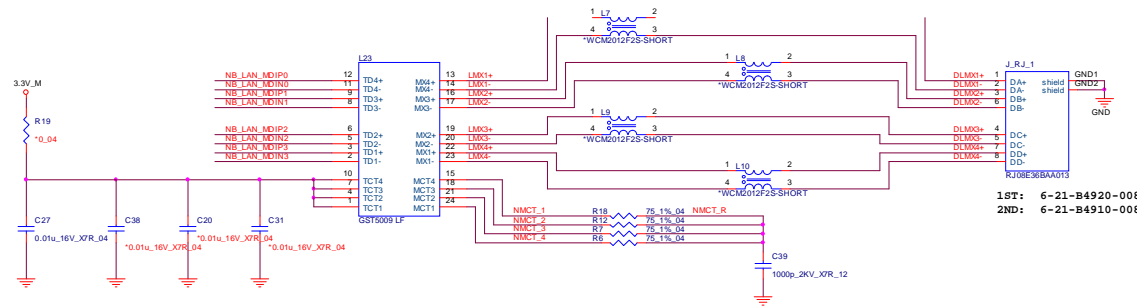 1 L7 2
4 3
*WCM2012F2S-SHORT
L23
1 L8 2
4 3
*WCM2012F2S-SHORT
J_RJ_1
3.3V_M
NB_LAN_MDIP0 12 TD4+ MX4+ 13 LMX1+
NB_LAN_MDIN0 11 TD4- MX4- 14 LMX1-
NB_LAN_MDIP1 9 TD3+ MX3+ 16 LMX2+
NB_LAN_MDIN1 8 TD3- MX3- 17 LMX2-
DLMX1+ 1 DA+ shield GND1
DLMX1- 2 DA- shield GND2
DLMX2+ 3 DB+
DLMX2- 6 DB-
GND
R19
*0_04
1 L9 2
4 3
*WCM2012F2S-SHORT
NB_LAN_MDIP2 6 TD2+ MX2+ 19 LMX3+
NB_LAN_MDIN2 5 TD2- MX2- 20 LMX3-
NB_LAN_MDIP3 3 TD1+ MX1+ 22 LMX4+
NB_LAN_MDIN3 2 TD1- MX1- 23 LMX4-
DLMX3+ 4 DC+
DLMX3- 5 DC-
DLMX4+ 7 DD+
DLMX4- 8 DD-
RJ08E36BAA013
1 L10 2
4 3
*WCM2012F2S-SHORT
10 TCT4 MCT4 15
7 TCT3 MCT3 18
4 TCT2 MCT2 21
1 TCT1 MCT1 24
GST5009 LF
1ST: 6-21-B4920-008
2ND: 6-21-B4910-008
NMCT_1 R18 75_1%_04 NMCT_R
NMCT_2 R12 75_1%_04
NMCT_3 R7 75_1%_04
NMCT_4 R6 75_1%_04
C27
0.01u_16V_X7R_04
C38
*0.01u_16V_X7R_04
C20
*0.01u_16V_X7R_04
C31
*0.01u_16V_X7R_04
C39
1000p_2KV_X7R_12